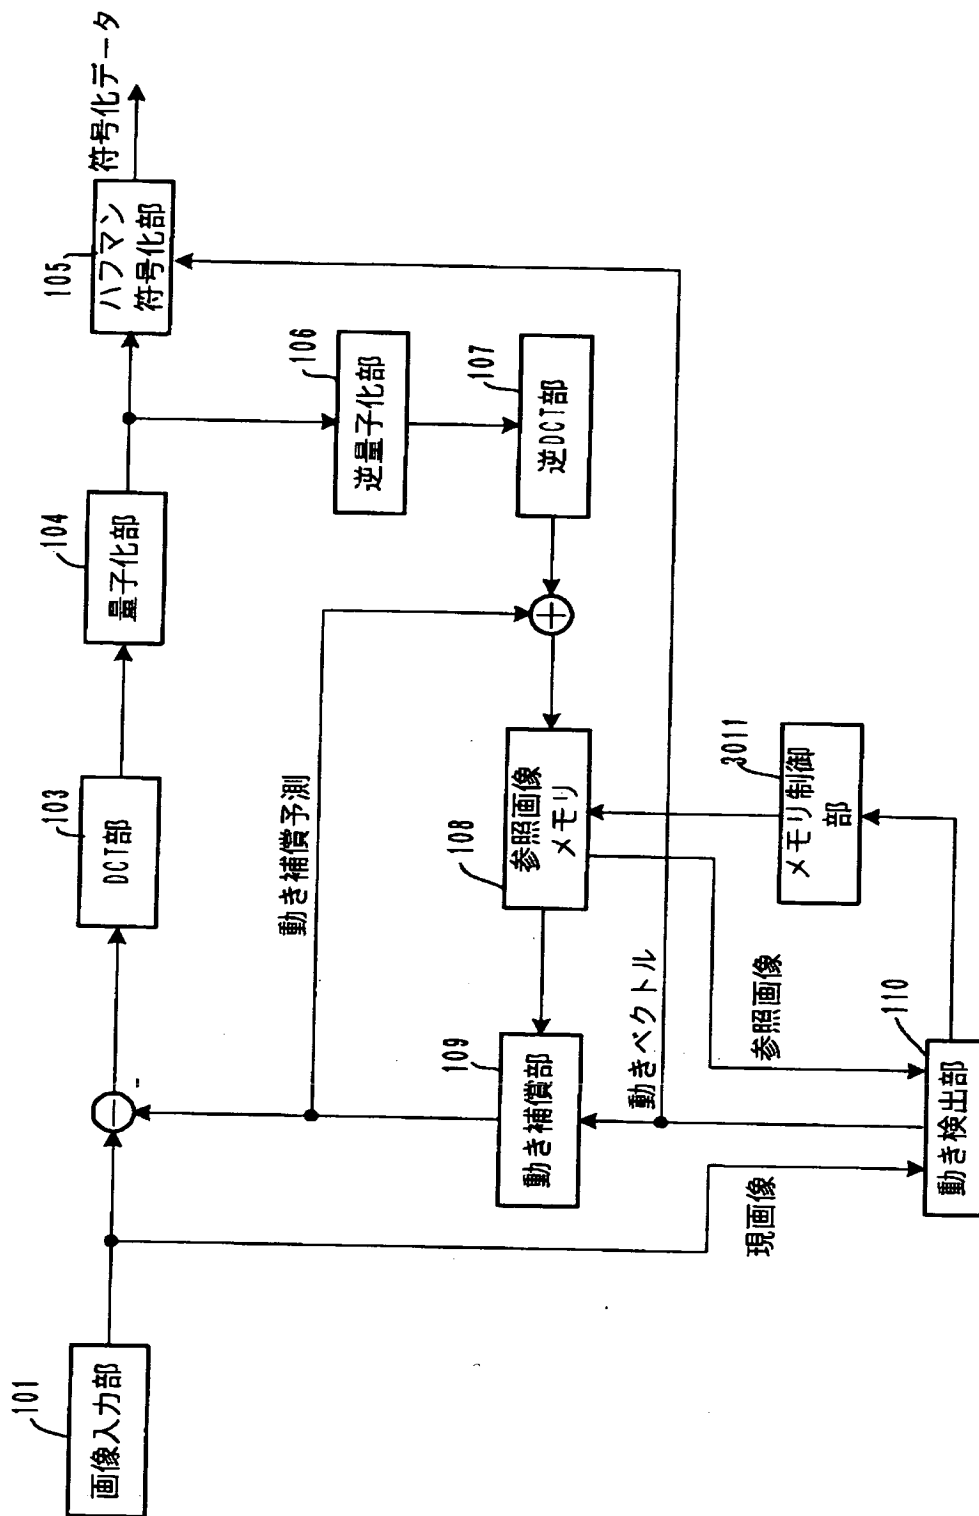 101
画像入力部
-
103
DCT部
104
量子化部
105
ハフマン
符号化部
符号化データ
106
逆量子化部
107
逆DCT部
動き補償予測
108
参照画像
メモリ
109
動き補償部
動きベクトル
3011
メモリ制御
部
参照画像
現画像
110
動き検出部